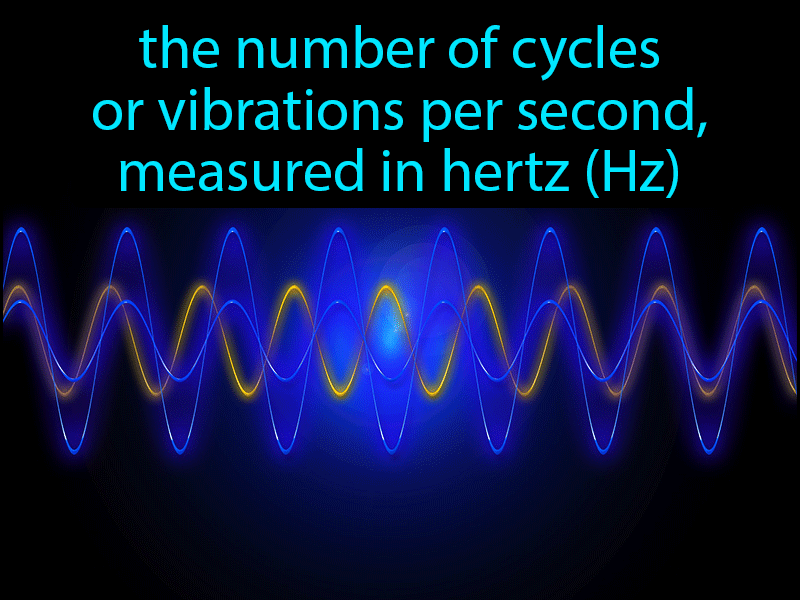 the number of cycles
or vibrations per second,
measured in hertz (Hz)